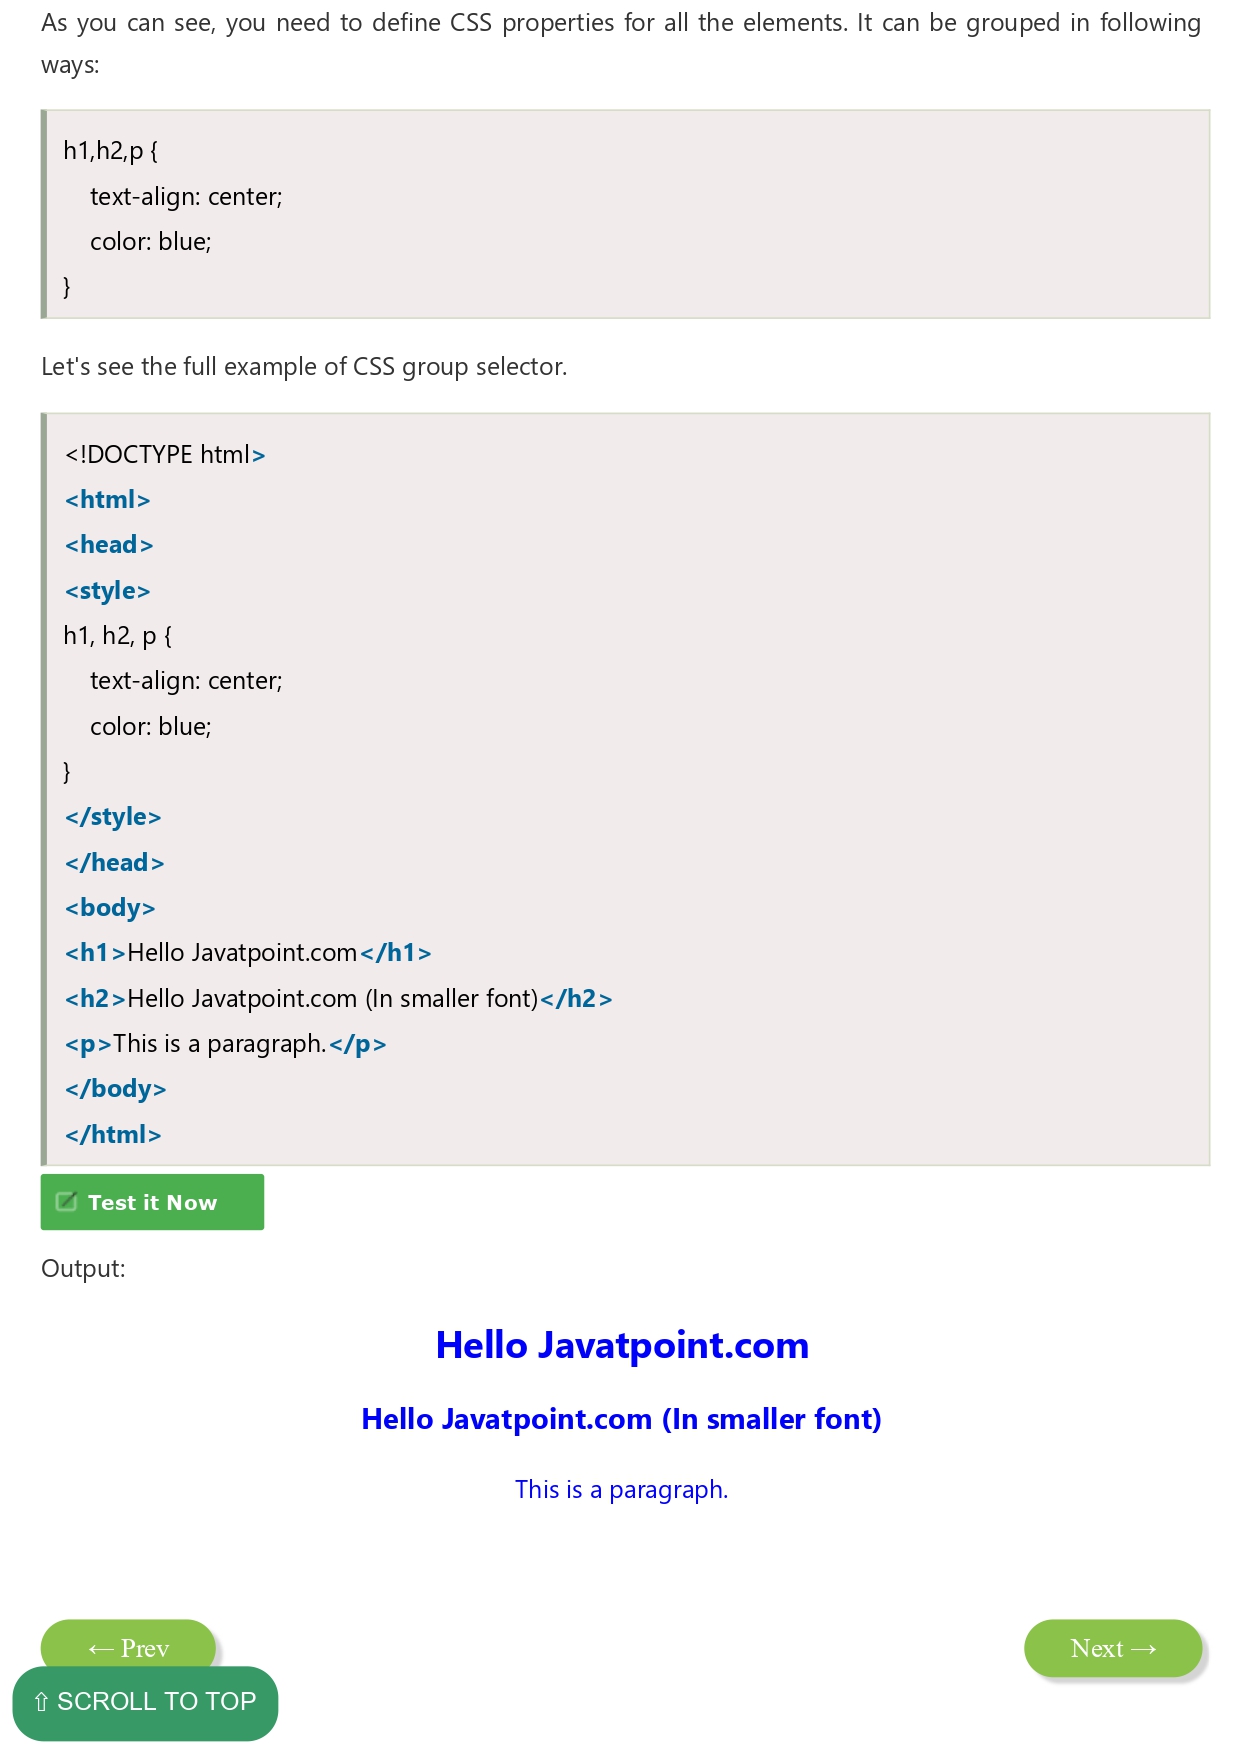 As you can see, you need to define CSS properties for all the elements. It can be grouped in following
ways:
h1,h2,p {
    text-align: center;
    color: blue;
}
Let's see the full example of CSS group selector.
<!DOCTYPE html>
<html>
<head>
<style>
h1, h2, p {
    text-align: center;
    color: blue;
}
</style>
</head>
<body>
<h1>Hello Javatpoint.com</h1>
<h2>Hello Javatpoint.com (In smaller font)</h2>
<p>This is a paragraph.</p>
</body>
</html>
Test it Now
Output:
Hello Javatpoint.com
Hello Javatpoint.com (In smaller font)
This is a paragraph.
← Prev
Next →
⇧ SCROLL TO TOP